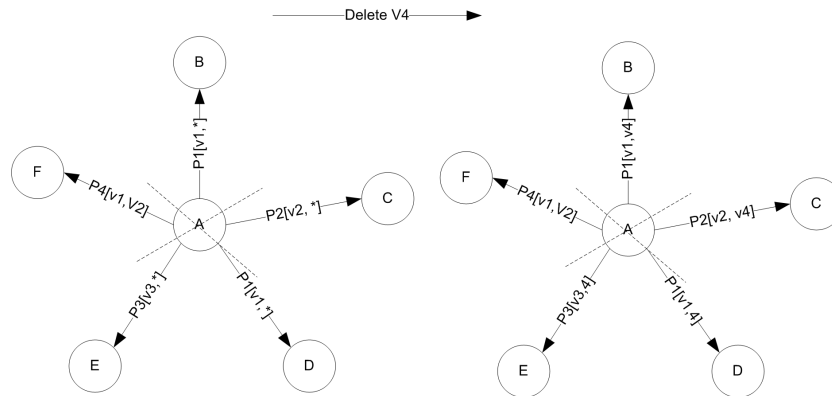 Delete V4
B
P1[v1,*]
F
P4[v1,V2]
A
P2[v2, *]
C
P3[v3,*]
P1[v1,*]
E
D
B
P1[v1,v4]
F
P4[v1,V2]
A
P2[v2, v4]
C
P3[v3,4]
P1[v1,4]
E
D